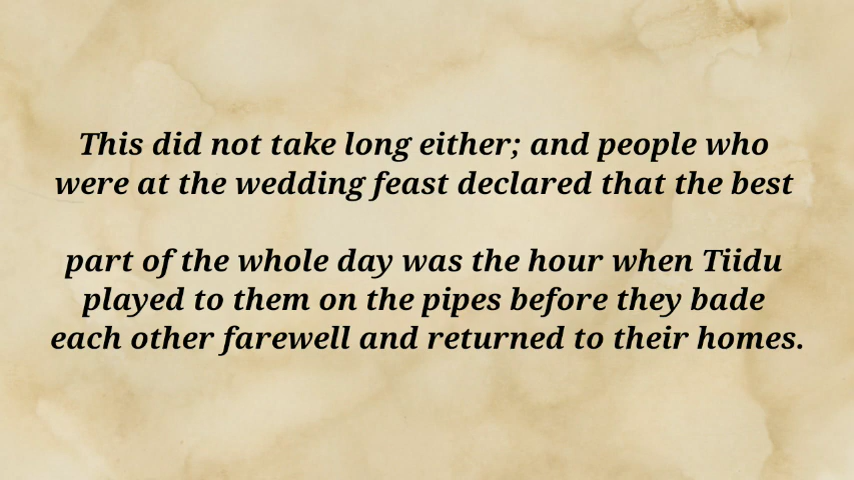 This did not take long either; and people who
were at the wedding feast declared that the best
part of the whole day was the hour when Tiidu
played to them on the pipes before they bade
each other farewell and returned to their homes.